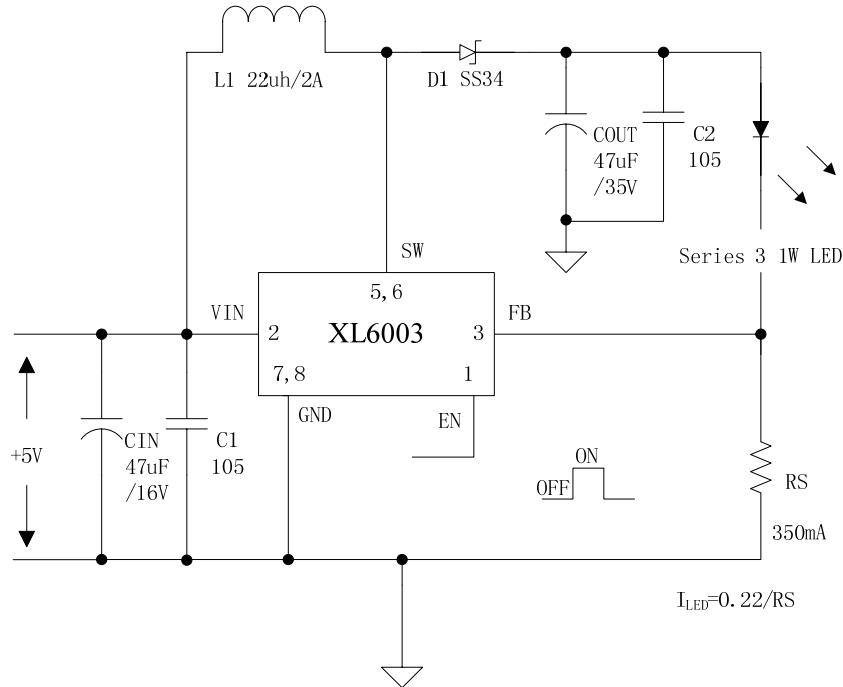 L1 22uh/2A
D1 SS34
COUT
47uF
/35V
C2
105
Series 3 1W LED
SW
5,6
VIN
2
XL6003
3
FB
7,8
1
GND
EN
+5V
CIN
47uF
/16V
C1
105
ON
OFF
RS
350mA
ILED=0.22/RS